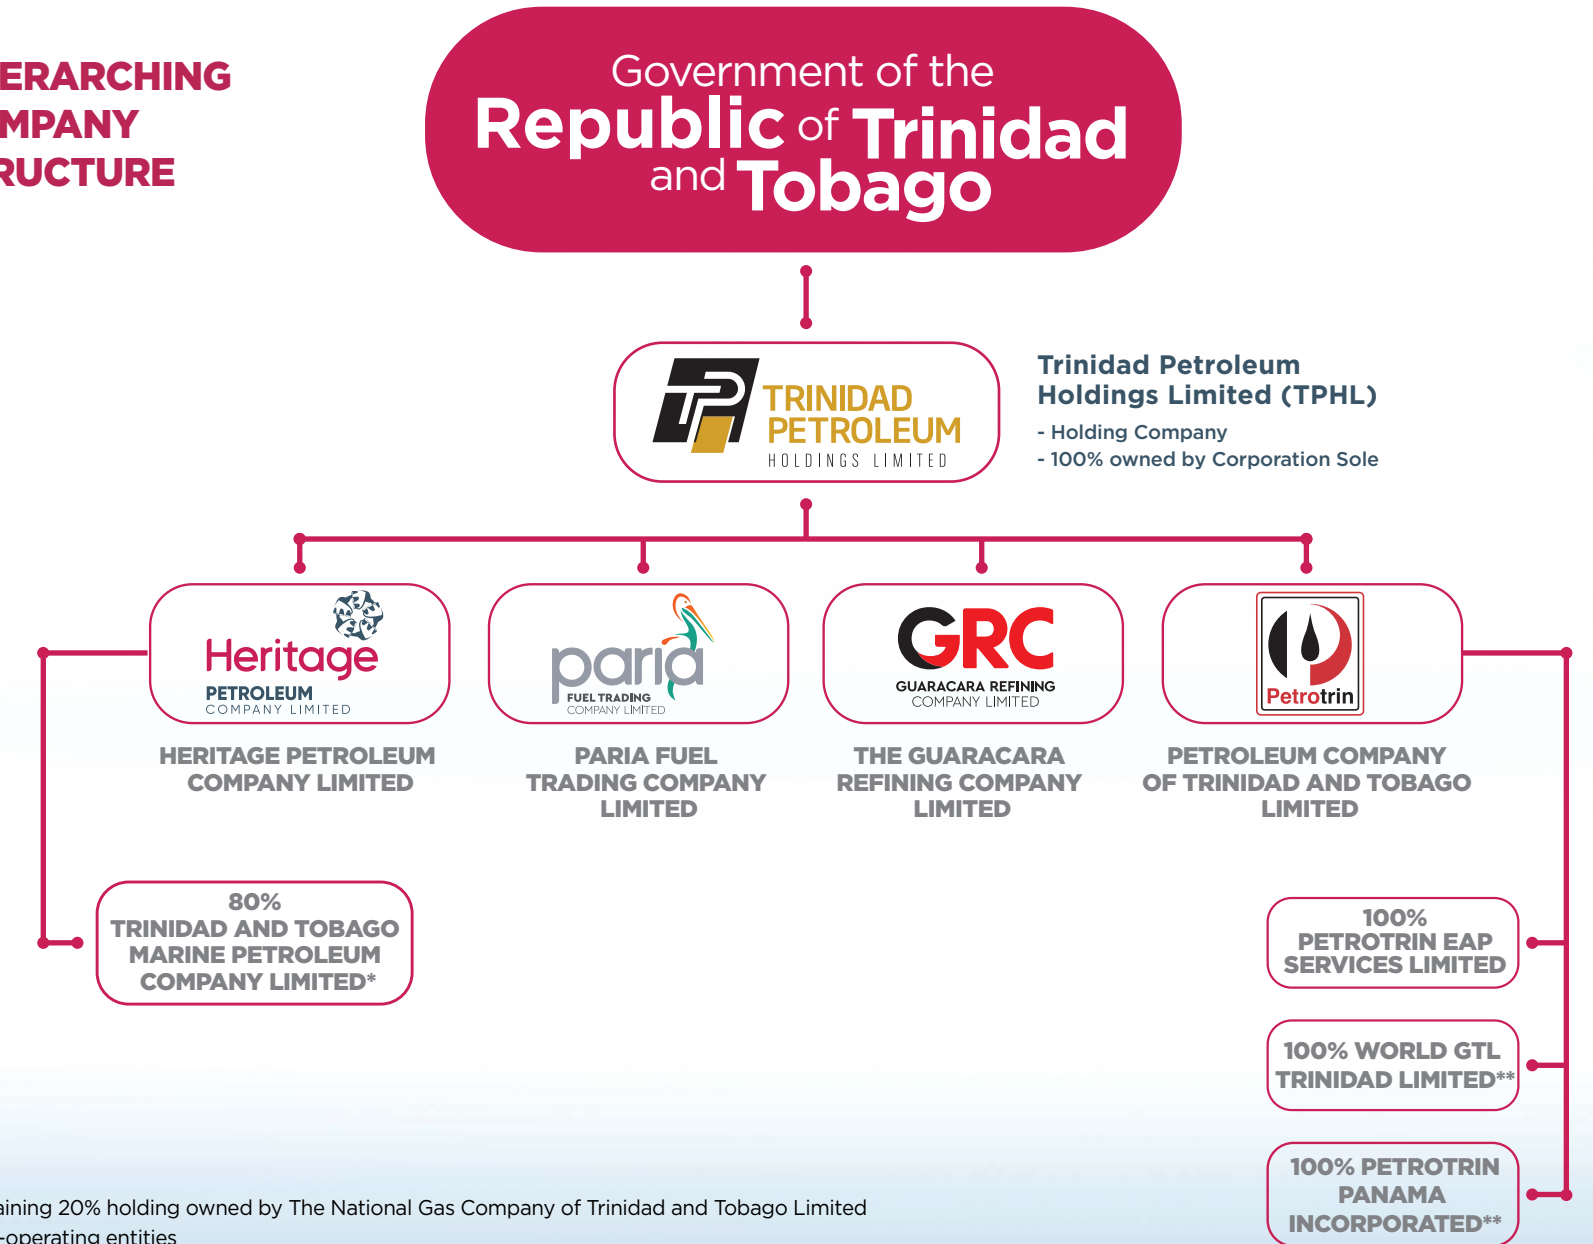 ERARCHING
MPANY
RUCTURE
Government of the
Republic of Trinidad
and Tobago
TRINIDAD
PETROLEUM
HOLDINGS LIMITED
Trinidad Petroleum
Holdings Limited (TPHL)
- Holding Company
- 100% owned by Corporation Sole
Heritage
PETROLEUM
COMPANY LIMITED
paria
FUEL TRADING
COMPANY LIMITED
GRC
GUARACARA REFINING
COMPANY LIMITED
Petrotrin
HERITAGE PETROLEUM
COMPANY LIMITED
PARIA FUEL
TRADING COMPANY
LIMITED
THE GUARACARA
REFINING COMPANY
LIMITED
PETROLEUM COMPANY
OF TRINIDAD AND TOBAGO
LIMITED
80%
TRINIDAD AND TOBAGO
MARINE PETROLEUM
COMPANY LIMITED*
100%
PETROTRIN EAP
SERVICES LIMITED
100% WORLD GTL
TRINIDAD LIMITED**
100% PETROTRIN
PANAMA
INCORPORATED**
aining 20% holding owned by The National Gas Company of Trinidad and Tobago Limited
-operating entities